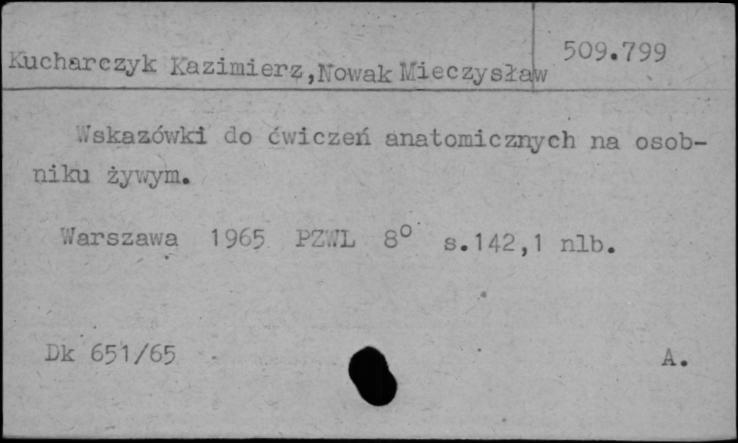 509.799
Kucharczyk Kazimierz,Nowak Mieczysław
Wskazówki do ćwiczeń anatomicznych na osob-
niku żywym.
Warszawa 1965 PZWL 8° s.142,1 nlb.
Dk 651/65 A.